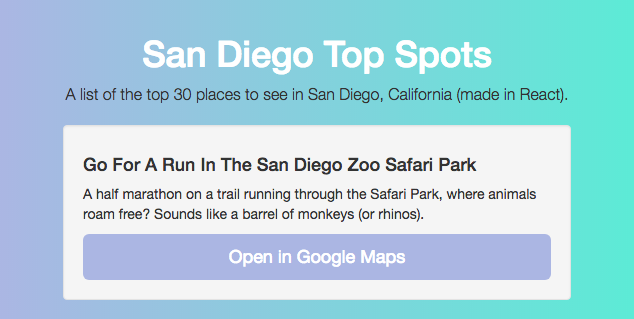 San Diego Top Spots
A list of the top 30 places to see in San Diego, California (made in React).
Go For A Run In The San Diego Zoo Safari Park
A half marathon on a trail running through the Safari Park, where animals
roam free? Sounds like a barrel of monkeys (or rhinos).
Open in Google Maps